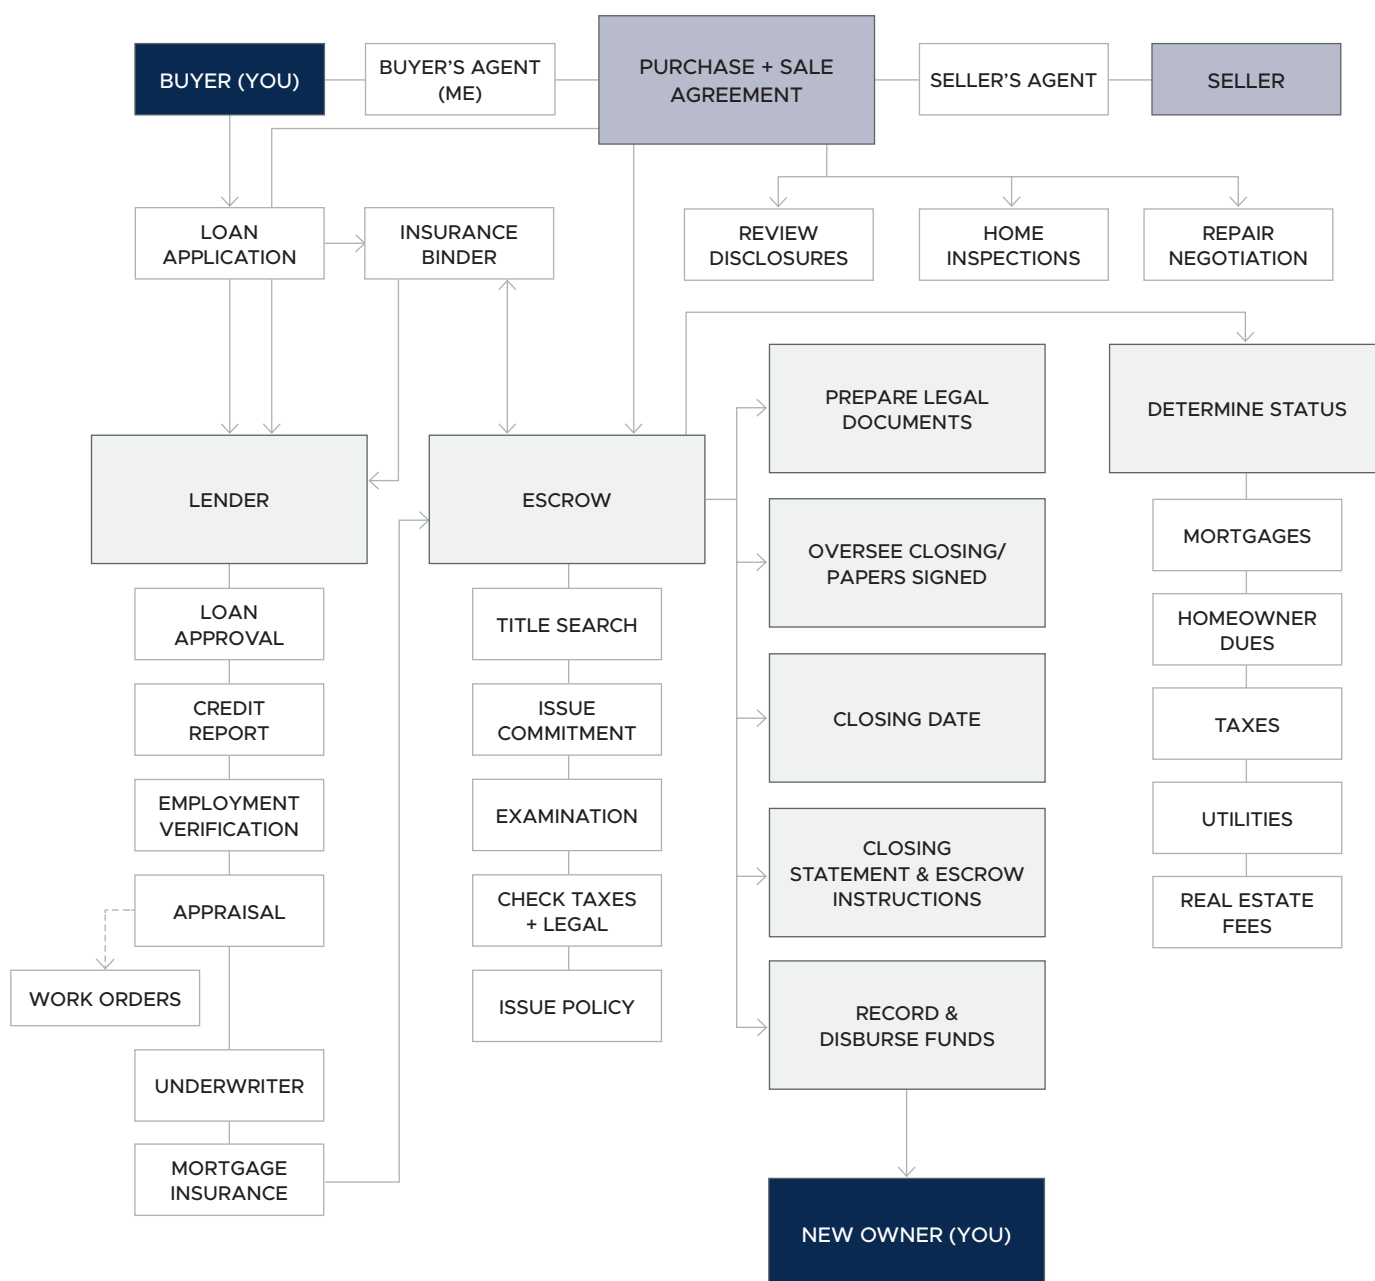 BUYER (YOU)
BUYER’S AGENT
(ME)
PURCHASE + SALE
AGREEMENT
SELLER’S AGENT
SELLER
LOAN
APPLICATION
INSURANCE
BINDER
REVIEW
DISCLOSURES
HOME
INSPECTIONS
REPAIR
NEGOTIATION
LENDER
ESCROW
PREPARE LEGAL
DOCUMENTS
DETERMINE STATUS
OVERSEE CLOSING/
PAPERS SIGNED
CLOSING DATE
CLOSING
STATEMENT & ESCROW
INSTRUCTIONS
RECORD &
DISBURSE FUNDS
MORTGAGES
HOMEOWNER
DUES
TAXES
UTILITIES
REAL ESTATE
FEES
LOAN
APPROVAL
CREDIT
REPORT
EMPLOYMENT
VERIFICATION
APPRAISAL
WORK ORDERS
UNDERWRITER
MORTGAGE
INSURANCE
TITLE SEARCH
ISSUE
COMMITMENT
EXAMINATION
CHECK TAXES
+ LEGAL
ISSUE POLICY
NEW OWNER (YOU)